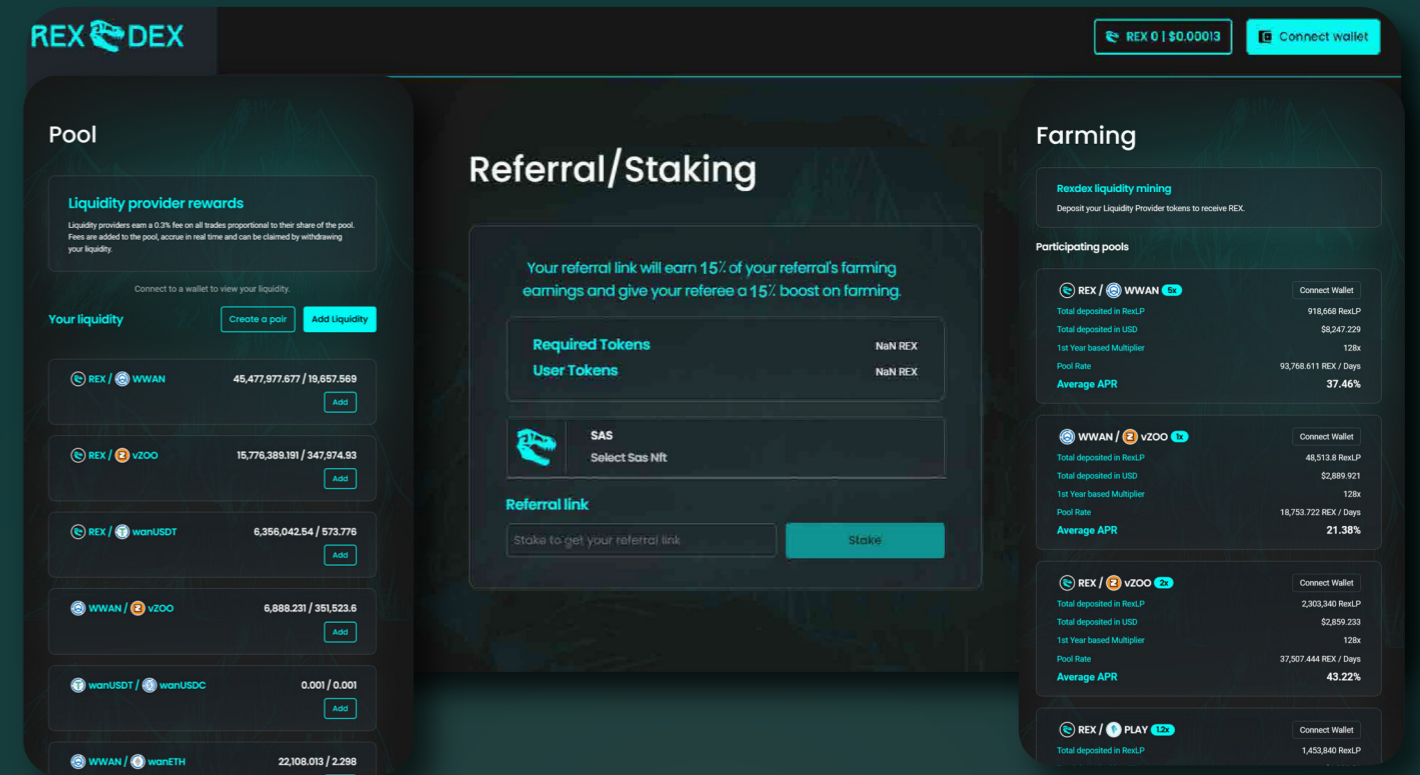 REX DEX
REX 0 | $0.00013
Connect wallet
Pool
Liquidity provider rewards
Liquidity providers earn a 0.3% fee on all trades proportional to their share of the pool.
Fees are added to the pool, accrue in real time and can be claimed by withdrawing
your liquidity.
Connect to a wallet to view your liquidity.
Your liquidity
Create a pair
Add Liquidity
REX / WWAN 45,477,977.677 / 19,657.569
Add
REX / vZOO 15,776,389.191 / 347,974.93
Add
REX / wanUSDT 6,356,042.54 / 573.776
Add
WWAN / vZOO 6,888.231 / 351,523.6
Add
wanUSDT / wanUSDC 0.001 / 0.001
Add
WWAN / wanETH 22,108.013 / 2.298
Referral/Staking
Your referral link will earn 15% of your referral's farming
earnings and give your referee a 15% boost on farming.
Required Tokens NaN REX
User Tokens NaN REX
SAS
Select Sas Nft
Referral link
Stake to get your referral link
Stake
Farming
Rexdex liquidity mining
Deposit your Liquidity Provider tokens to receive REX.
Participating pools
REX / WWAN 5x Connect Wallet
Total deposited in RexLP 918,668 RexLP
Total deposited in USD $8,247.229
1st Year based Multiplier 128x
Pool Rate 93,768.611 REX / Days
Average APR 37.46%
WWAN / vZOO 1x Connect Wallet
Total deposited in RexLP 48,513.8 RexLP
Total deposited in USD $2,889.921
1st Year based Multiplier 128x
Pool Rate 18,753.722 REX / Days
Average APR 21.38%
REX / vZOO 2x Connect Wallet
Total deposited in RexLP 2,303,340 RexLP
Total deposited in USD $2,859.233
1st Year based Multiplier 128x
Pool Rate 37,507.444 REX / Days
Average APR 43.22%
REX / PLAY 1.2x Connect Wallet
Total deposited in RexLP 1,453,840 RexLP